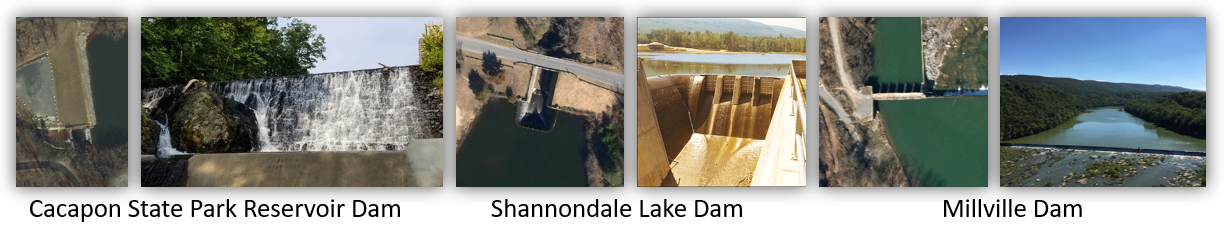 Cacapon State Park Reservoir Dam
Shannondale Lake Dam
Millville Dam